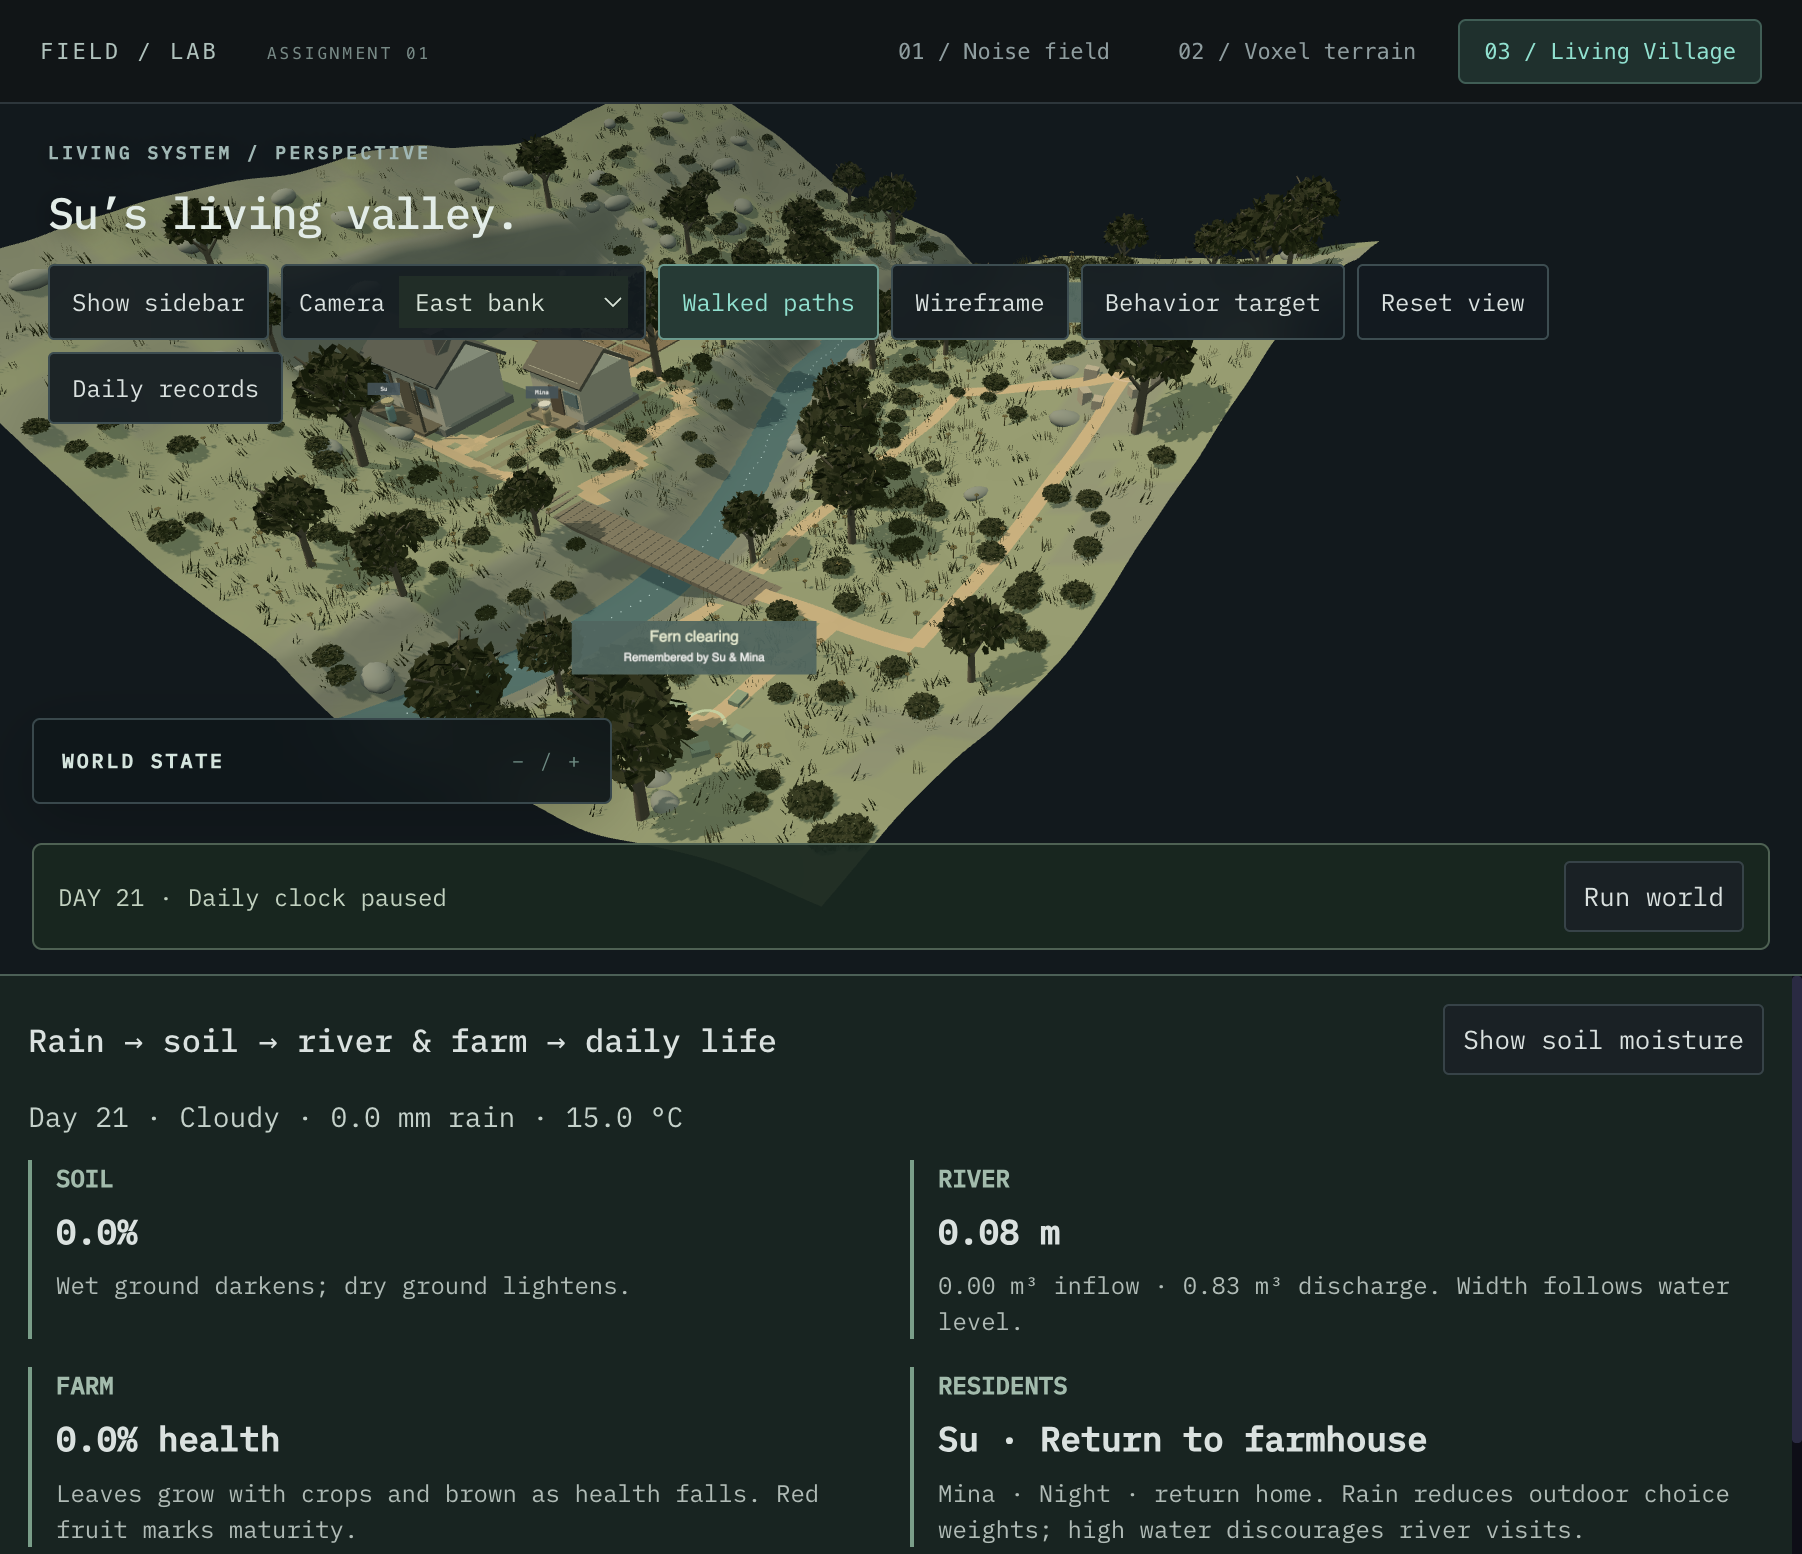 FIELD / LAB
ASSIGNMENT 01
01 / Noise field
02 / Voxel terrain
03 / Living Village
LIVING SYSTEM / PERSPECTIVE
Su’s living valley.
Show sidebar
Camera
East bank
Walked paths
Wireframe
Behavior target
Reset view
Daily records
Su
Mina
Fern clearing
Remembered by Su & Mina
WORLD STATE
− / +
DAY 21 · Daily clock paused
Run world
Rain → soil → river & farm → daily life
Show soil moisture
Day 21 · Cloudy · 0.0 mm rain · 15.0 °C
SOIL
0.0%
Wet ground darkens; dry ground lightens.
RIVER
0.08 m
0.00 m³ inflow · 0.83 m³ discharge. Width follows water
level.
FARM
0.0% health
Leaves grow with crops and brown as health falls. Red
fruit marks maturity.
RESIDENTS
Su · Return to farmhouse
Mina · Night · return home. Rain reduces outdoor choice
weights; high water discourages river visits.